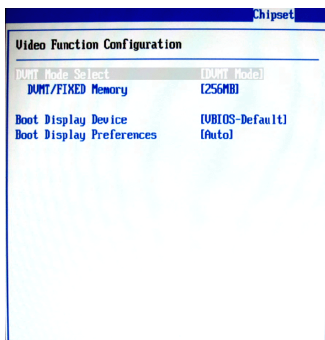 Chipset
Video Function Configuration
DVMT Mode Select [DVMT Mode]
DVMT/FIXED Memory [256MB]
Boot Display Device [VBIOS-Default]
Boot Display Preferences [Auto]